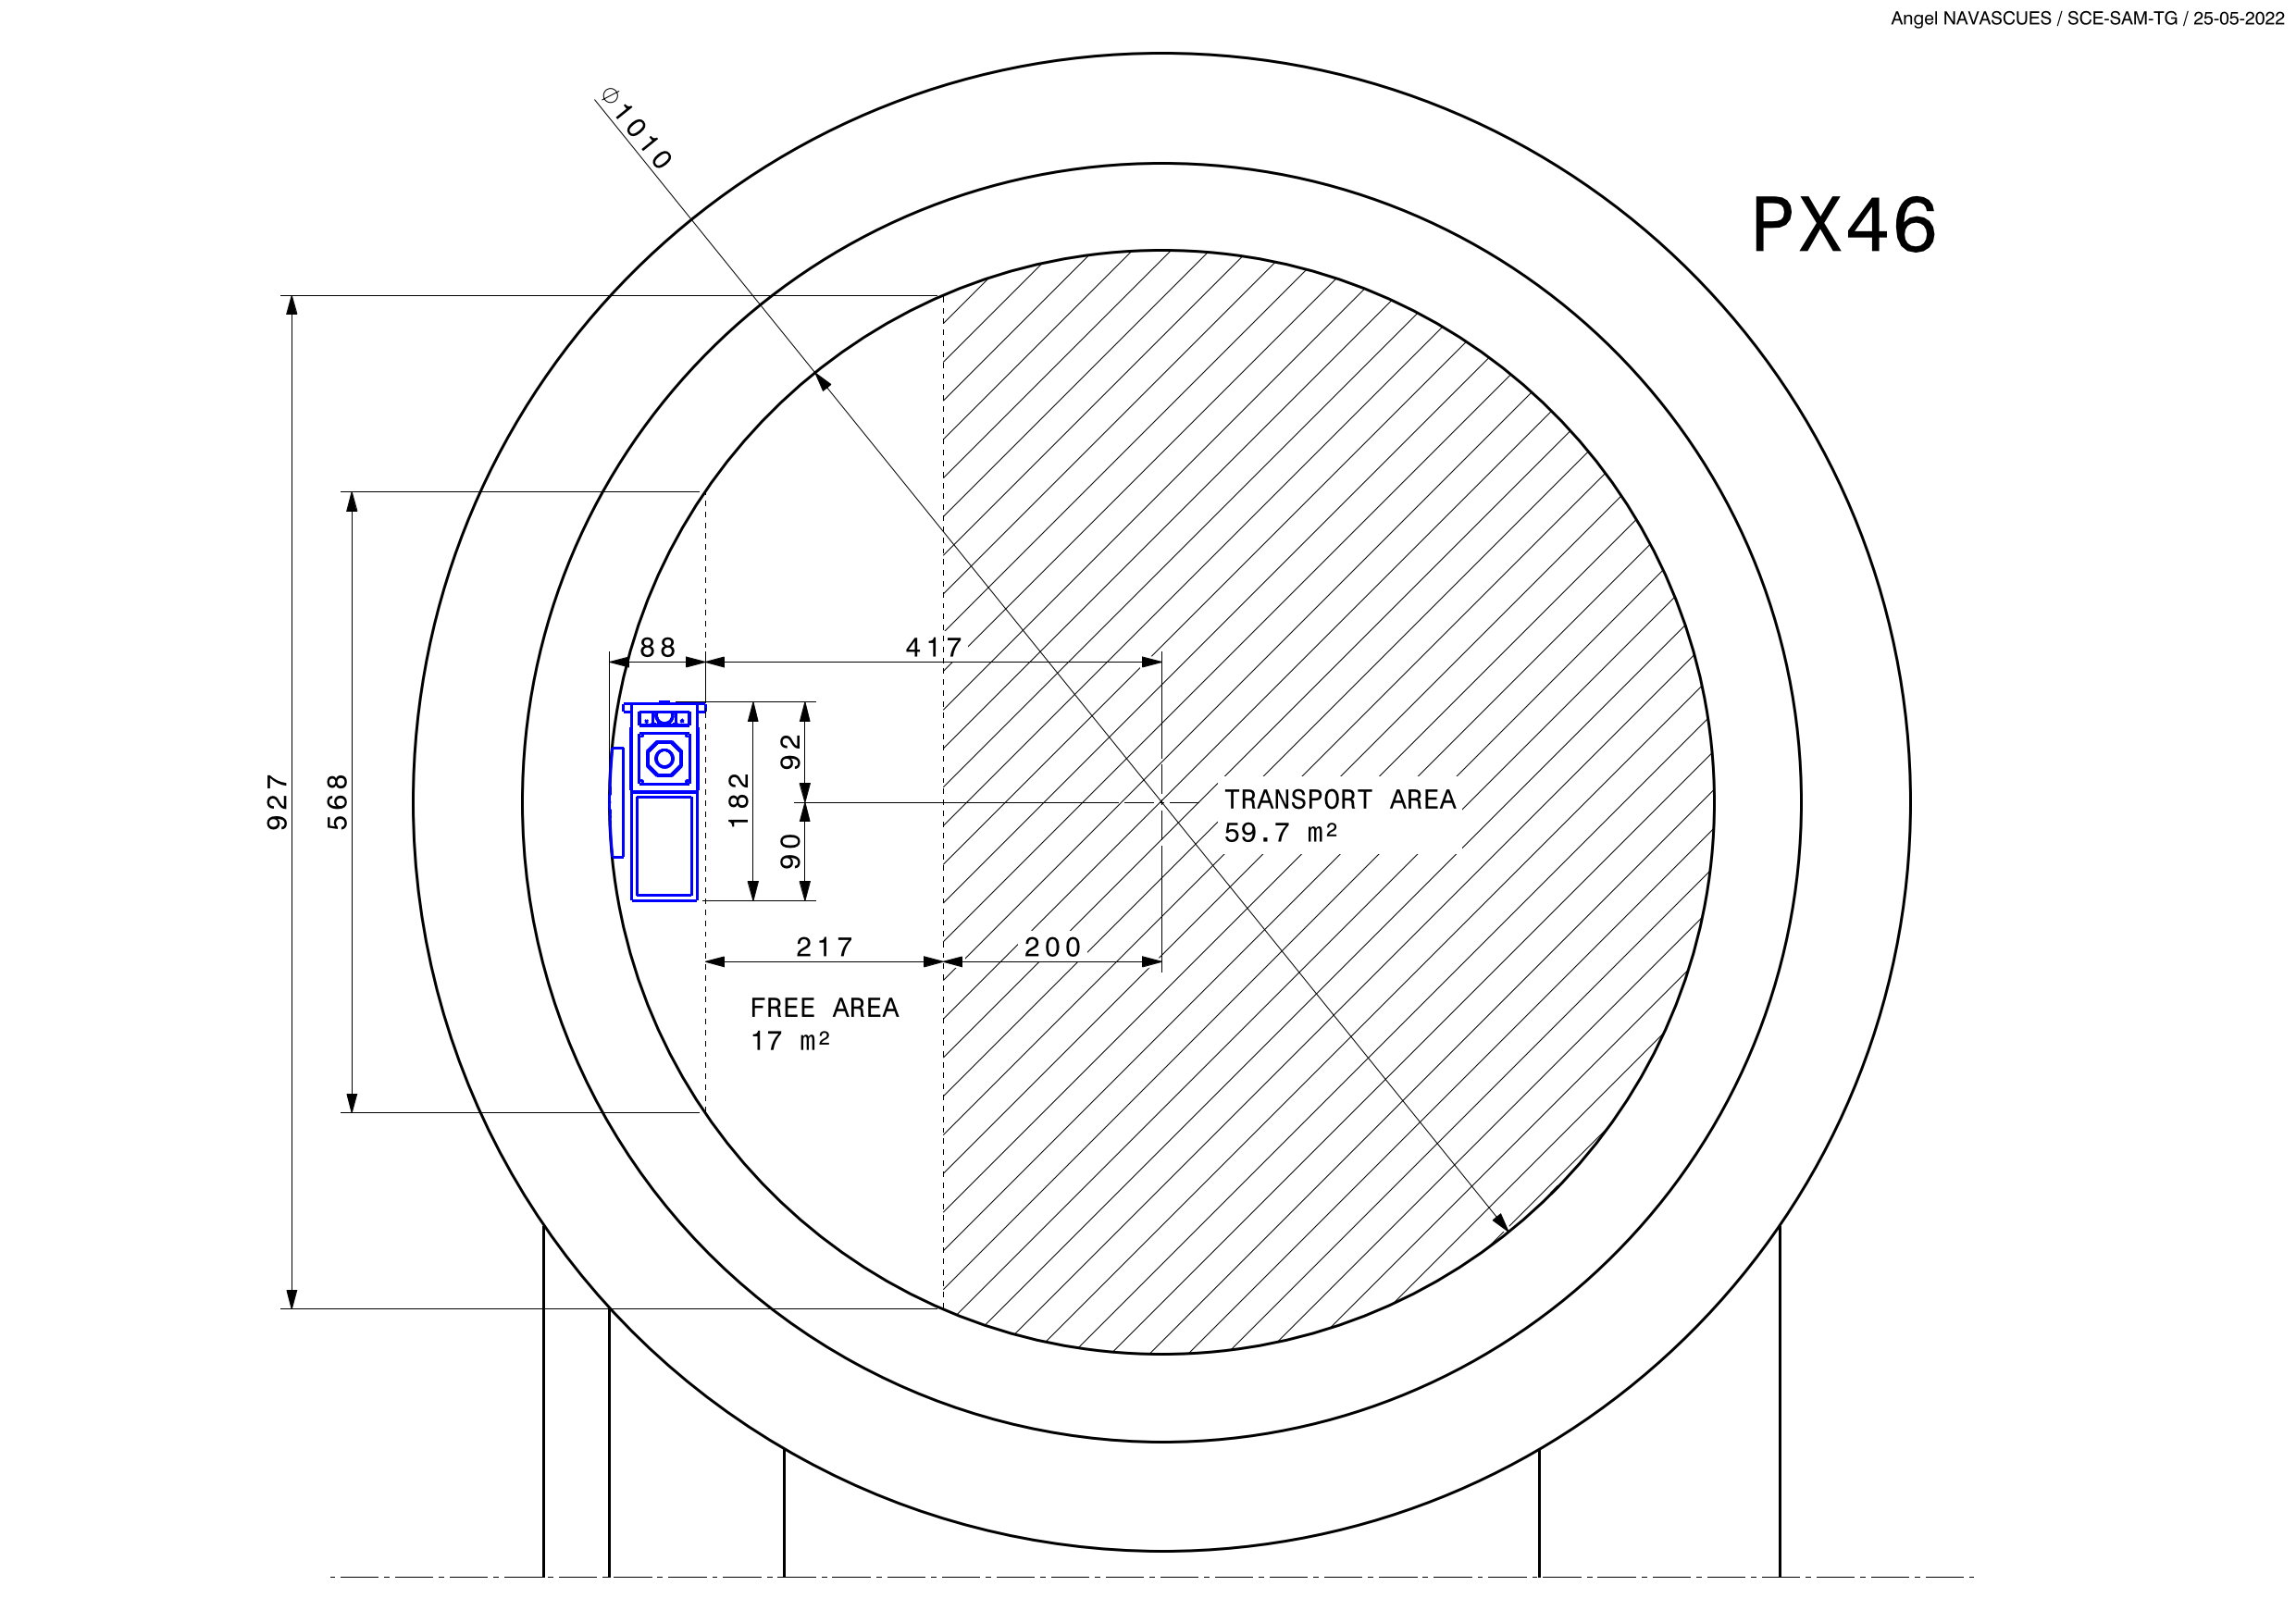 Angel NAVASCUES / SCE-SAM-TG / 25-05-2022
⌀1010
PX46
88
417
927
568
182
92
90
TRANSPORT AREA
59.7 m²
217
200
FREE AREA
17 m²